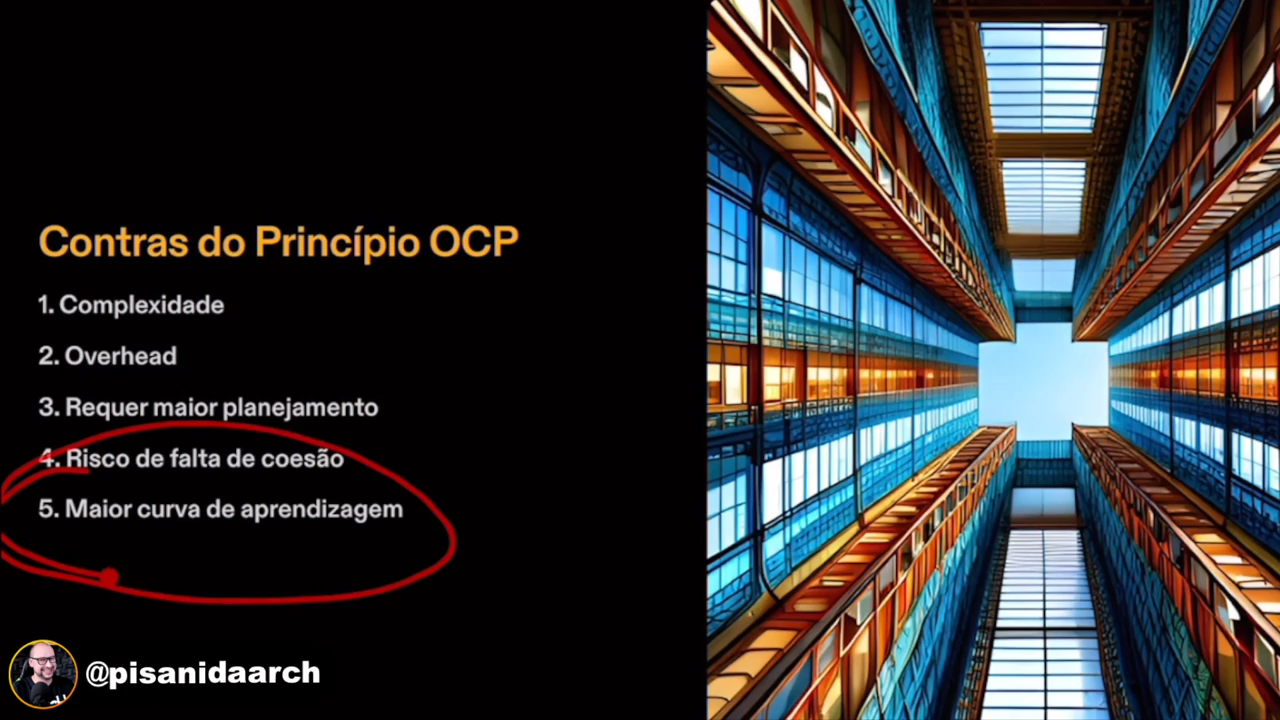 Contras do Princípio OCP
1. Complexidade
2. Overhead
3. Requer maior planejamento
4. Risco de falta de coesão
5. Maior curva de aprendizagem
@pisanidaarch